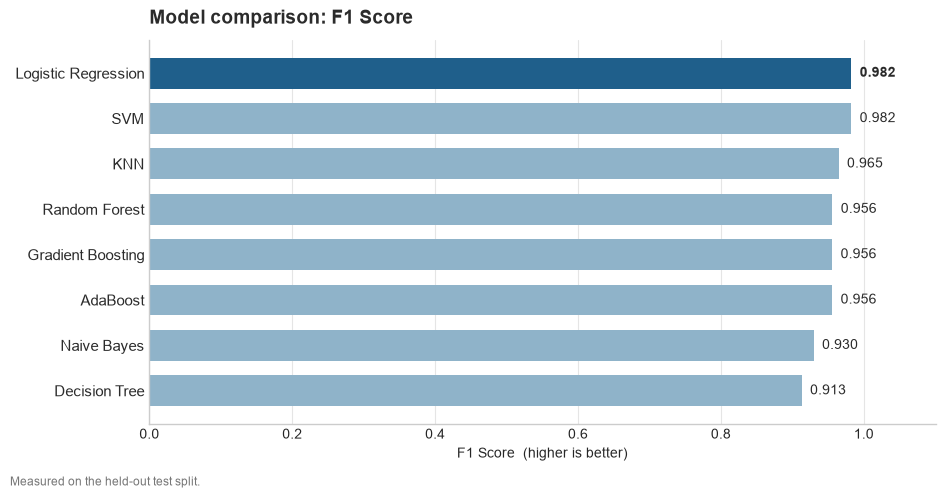 Model comparison: F1 Score
Logistic Regression 0.982
SVM 0.982
KNN 0.965
Random Forest 0.956
Gradient Boosting 0.956
AdaBoost 0.956
Naive Bayes 0.930
Decision Tree 0.913
0.0 0.2 0.4 0.6 0.8 1.0
F1 Score (higher is better)
Measured on the held-out test split.